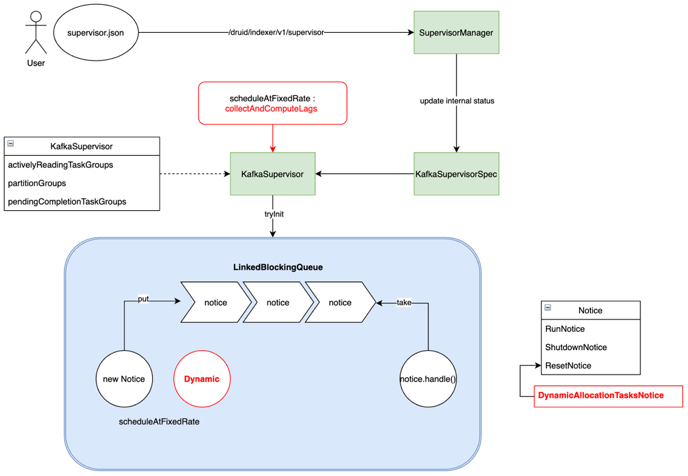 supervisor.json
/druid/indexer/v1/supervisor
SupervisorManager
User
scheduleAtFixedRate :
collectAndComputeLags
update internal status
KafkaSupervisor
activelyReadingTaskGroups
partitionGroups
pendingCompletionTaskGroups
KafkaSupervisor
KafkaSupervisorSpec
tryInit
LinkedBlockingQueue
put
notice
notice
notice
take
new Notice
Dynamic
notice.handle()
scheduleAtFixedRate
Notice
RunNotice
ShutdownNotice
ResetNotice
DynamicAllocationTasksNotice